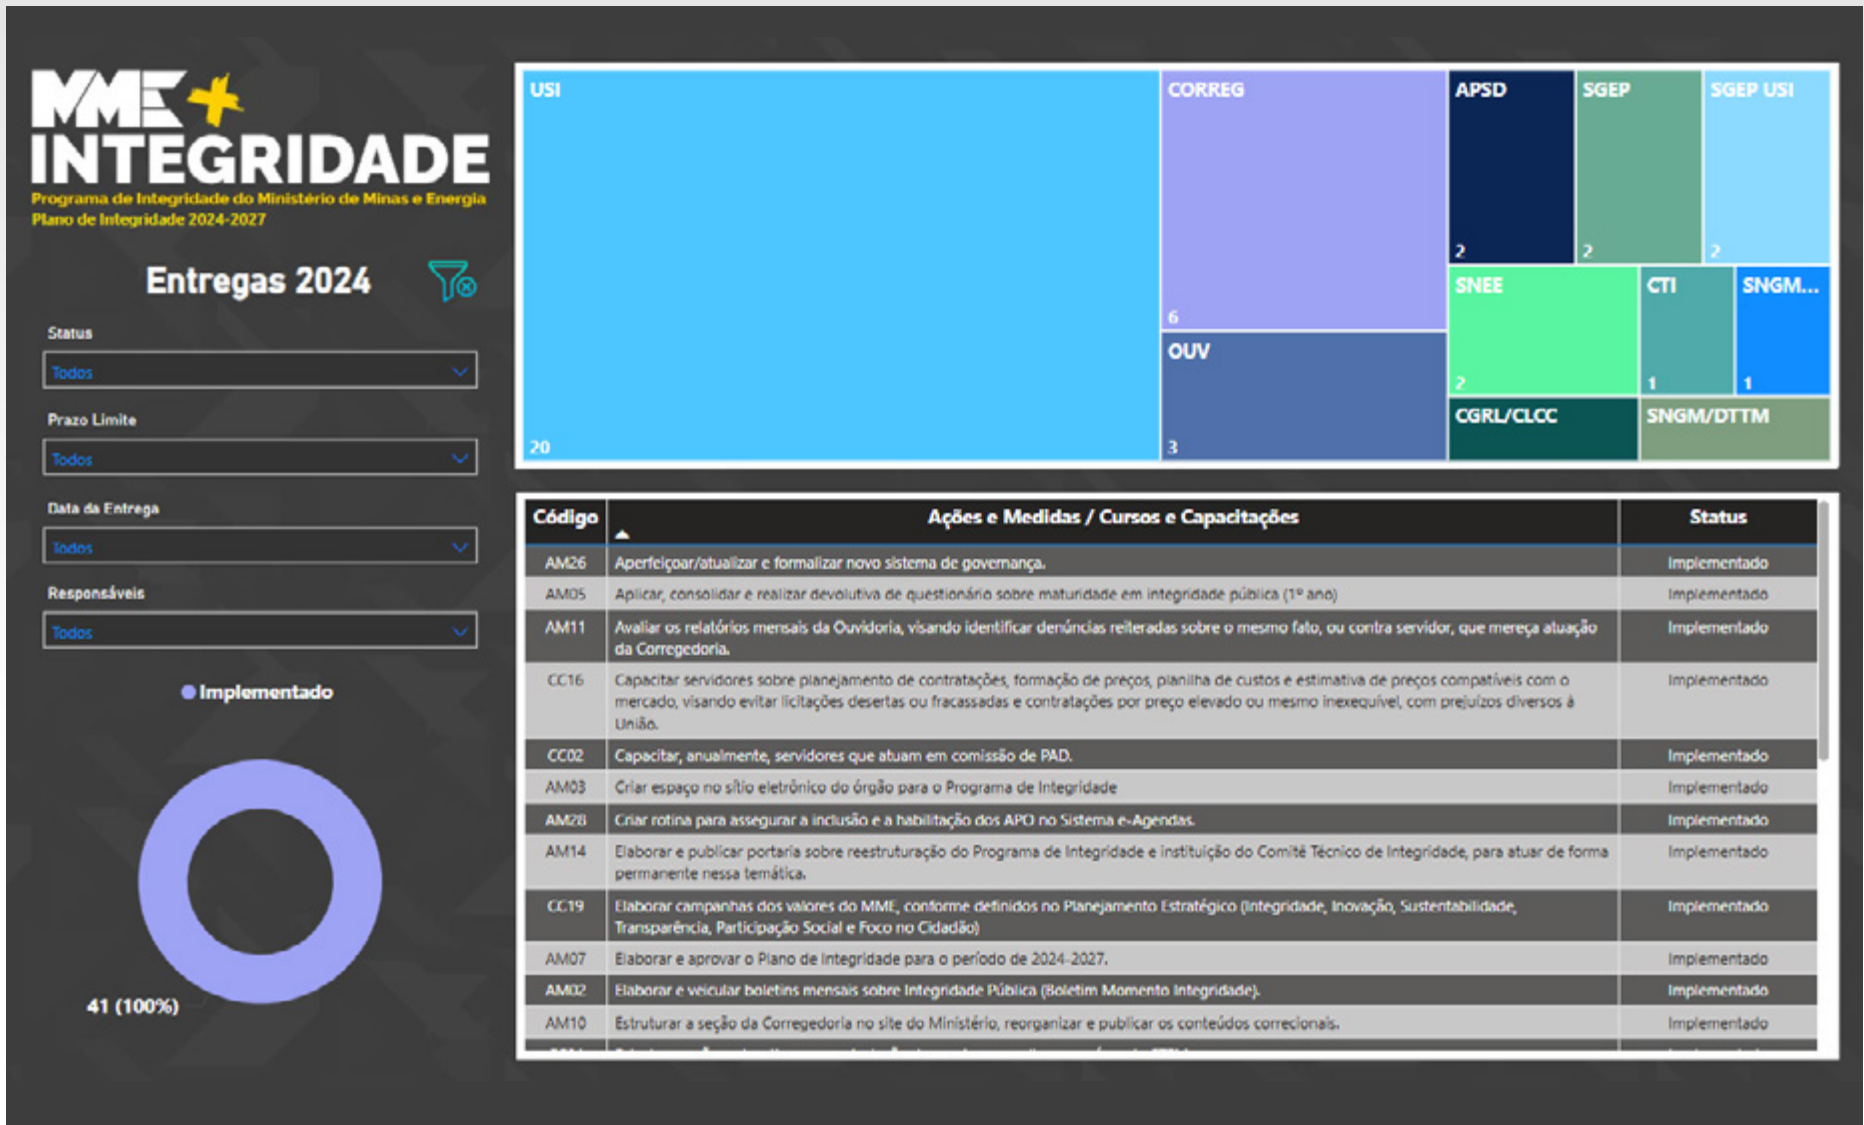 MME+
INTEGRIDADE
Programa de Integridade do Ministério de Minas e Energia
Plano de Integridade 2024-2027
Entregas 2024
Status
Todos
Prazo Limite
Todos
Data da Entrega
Todos
Responsáveis
Todos
Implementado
41 (100%)
USI
20
CORREG
6
OUV
3
APSD
2
SGEP
2
SGEP USI
2
SNEE
2
CTI
1
SNGM...
1
CGRL/CLCC
SNGM/DTTM
Código Ações e Medidas / Cursos e Capacitações Status
AM26 Aperfeiçoar/atualizar e formalizar novo sistema de governança. Implementado
AM05 Aplicar, consolidar e realizar devolutiva de questionário sobre maturidade em integridade pública (1º ano) Implementado
AM11 Avaliar os relatórios mensais da Ouvidoria, visando identificar denúncias reiteradas sobre o mesmo fato, ou contra servidor, que mereça atuação Implementado
da Corregedoria.
CC16 Capacitar servidores sobre planejamento de contratações, formação de preços, planilha de custos e estimativa de preços compatíveis com o Implementado
mercado, visando evitar licitações desertas ou fracassadas e contratações por preço elevado ou mesmo inexequível, com prejuízos diversos à
União.
CC02 Capacitar, anualmente, servidores que atuam em comissão de PAD. Implementado
AM03 Criar espaço no sítio eletrônico do órgão para o Programa de Integridade Implementado
AM28 Criar rotina para assegurar a inclusão e a habilitação dos APO no Sistema e-Agendas. Implementado
AM14 Elaborar e publicar portaria sobre reestruturação do Programa de Integridade e instituição do Comitê Técnico de Integridade, para atuar de forma Implementado
permanente nessa temática.
CC19 Elaborar campanhas dos valores do MME, conforme definidos no Planejamento Estratégico (Integridade, Inovação, Sustentabilidade, Implementado
Transparência, Participação Social e Foco no Cidadão)
AM07 Elaborar e aprovar o Plano de Integridade para o período de 2024-2027. Implementado
AM02 Elaborar e veicular boletins mensais sobre Integridade Pública (Boletim Momento Integridade). Implementado
AM10 Estruturar a seção da Corregedoria no site do Ministério, reorganizar e publicar os conteúdos correcionais. Implementado